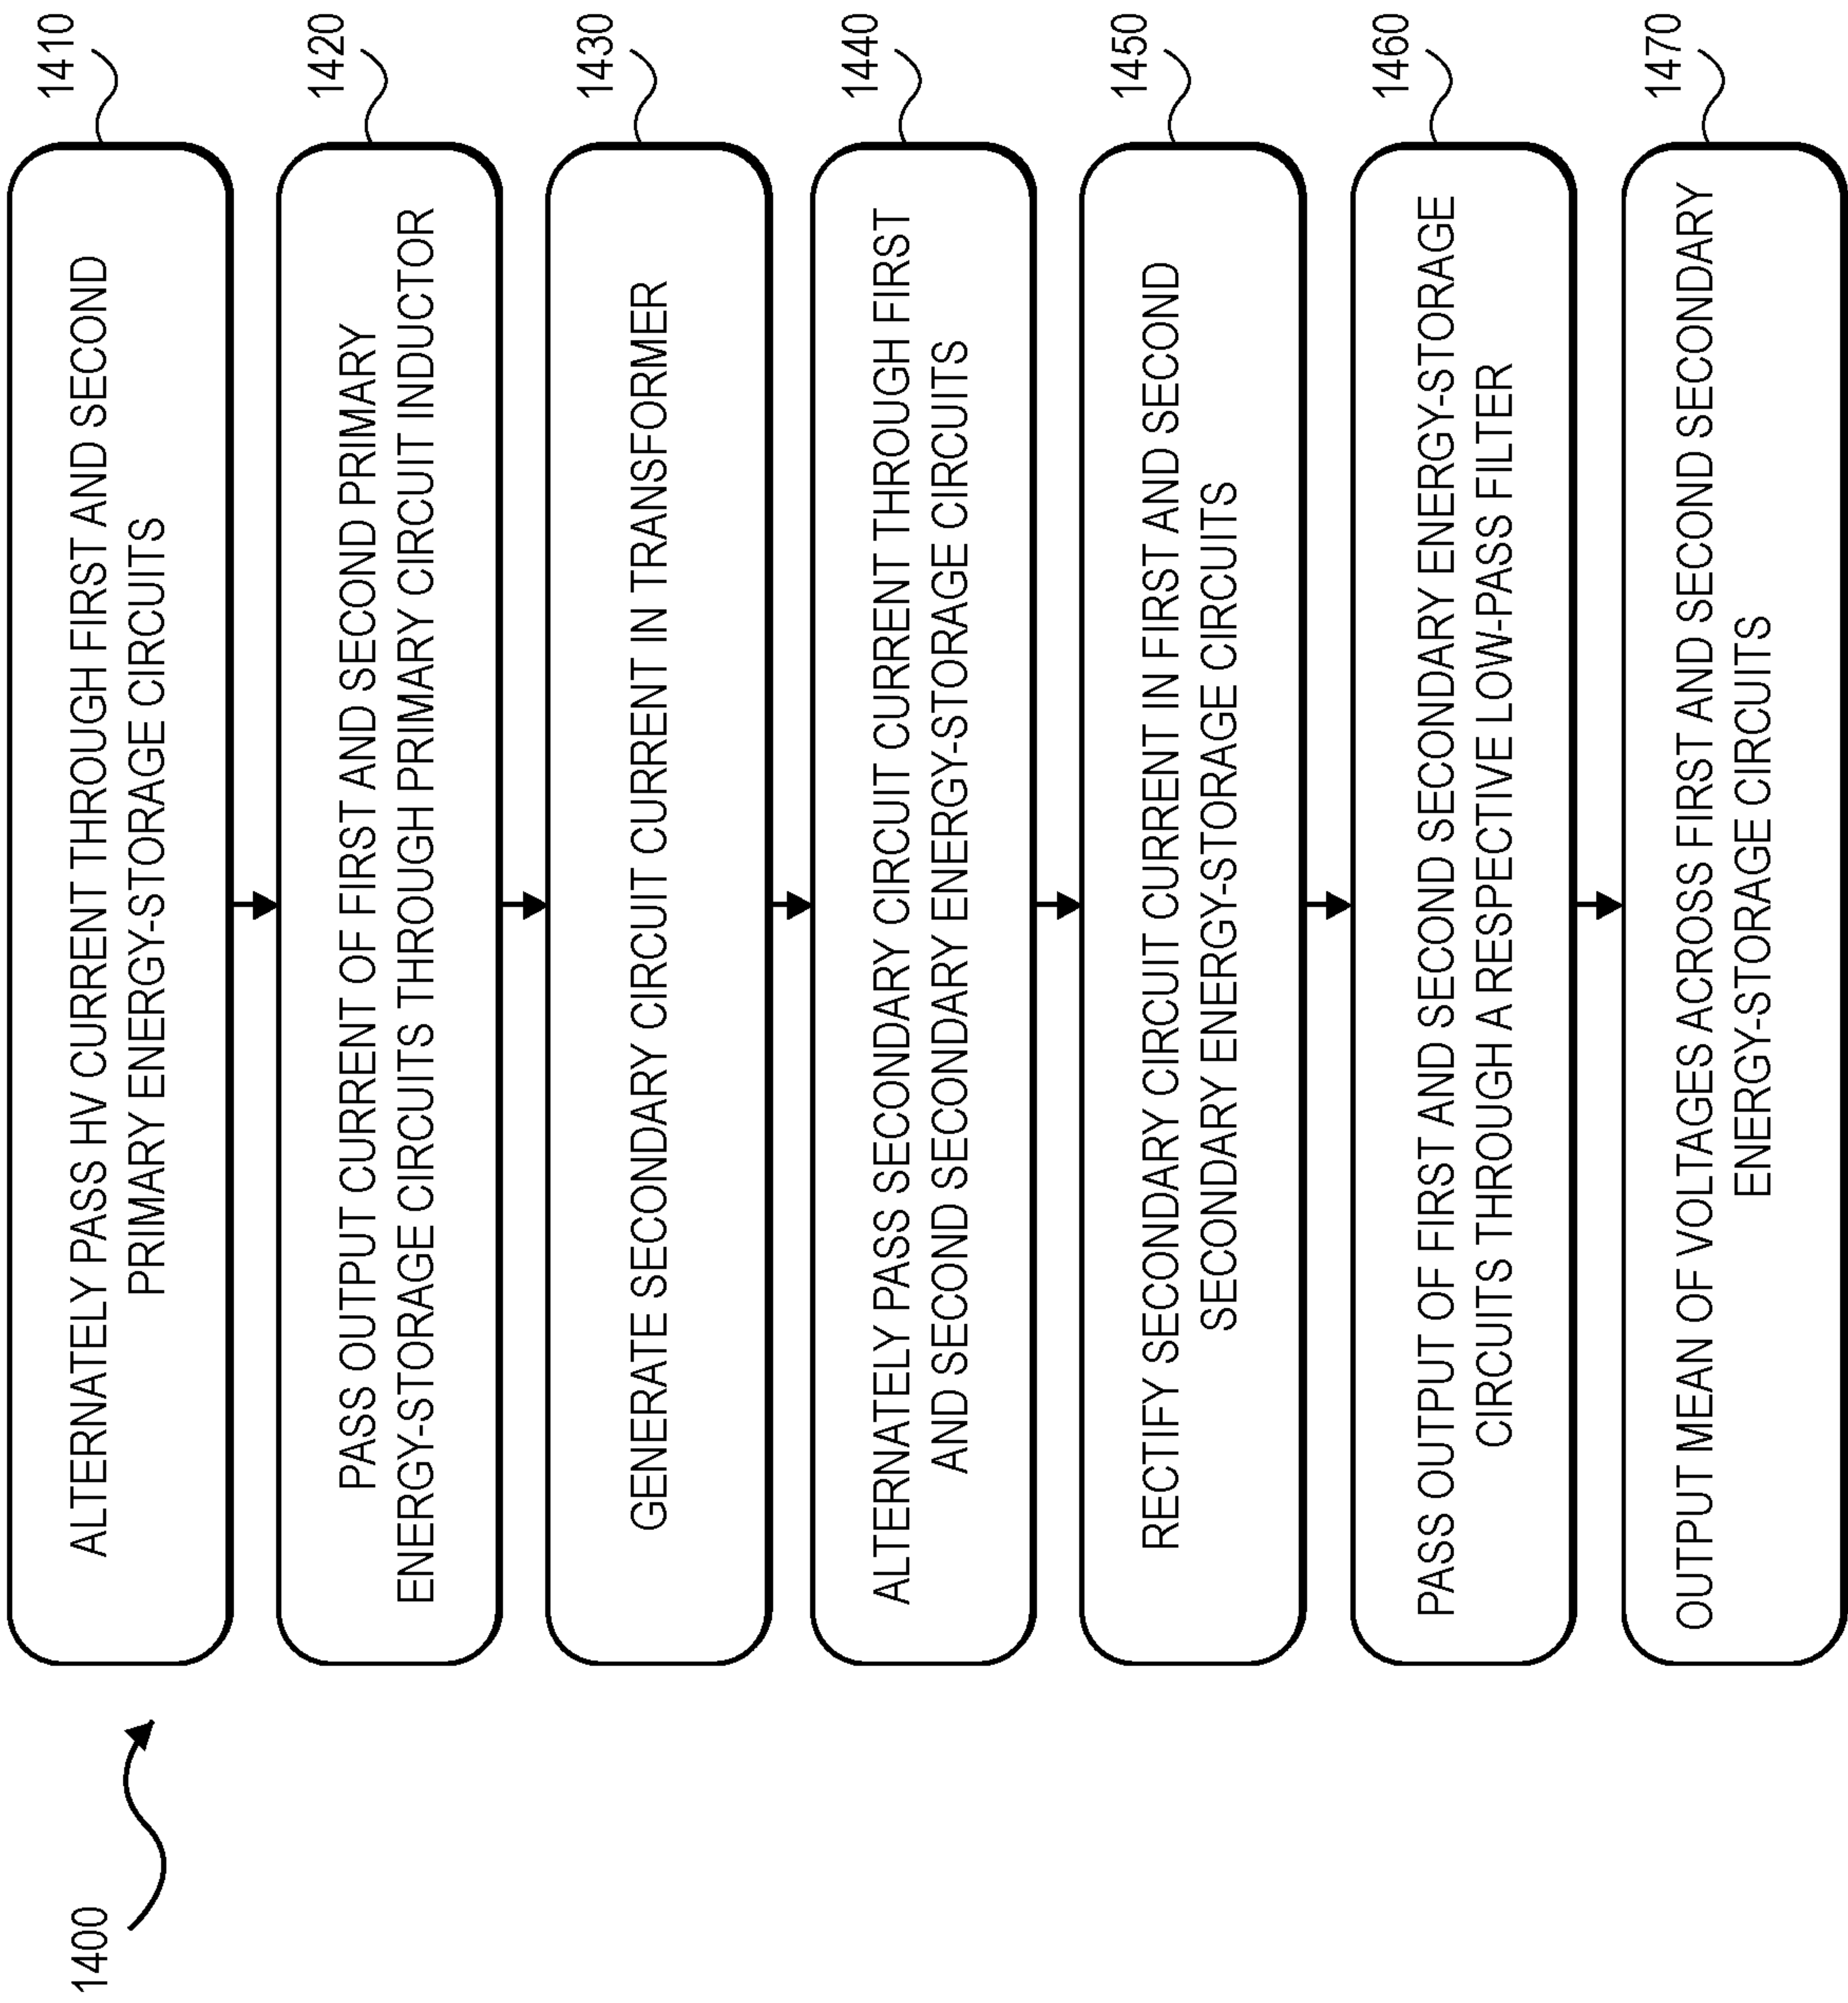 1400
1410
ALTERNATELY PASS HV CURRENT THROUGH FIRST AND SECOND
PRIMARY ENERGY-STORAGE CIRCUITS
1420
PASS OUTPUT CURRENT OF FIRST AND SECOND PRIMARY
ENERGY-STORAGE CIRCUITS THROUGH PRIMARY CIRCUIT INDUCTOR
1430
GENERATE SECONDARY CIRCUIT CURRENT IN TRANSFORMER
1440
ALTERNATELY PASS SECONDARY CIRCUIT CURRENT THROUGH FIRST
AND SECOND SECONDARY ENERGY-STORAGE CIRCUITS
1450
RECTIFY SECONDARY CIRCUIT CURRENT IN FIRST AND SECOND
SECONDARY ENERGY-STORAGE CIRCUITS
1460
PASS OUTPUT OF FIRST AND SECOND SECONDARY ENERGY-STORAGE
CIRCUITS THROUGH A RESPECTIVE LOW-PASS FILTER
1470
OUTPUT MEAN OF VOLTAGES ACROSS FIRST AND SECOND SECONDARY
ENERGY-STORAGE CIRCUITS